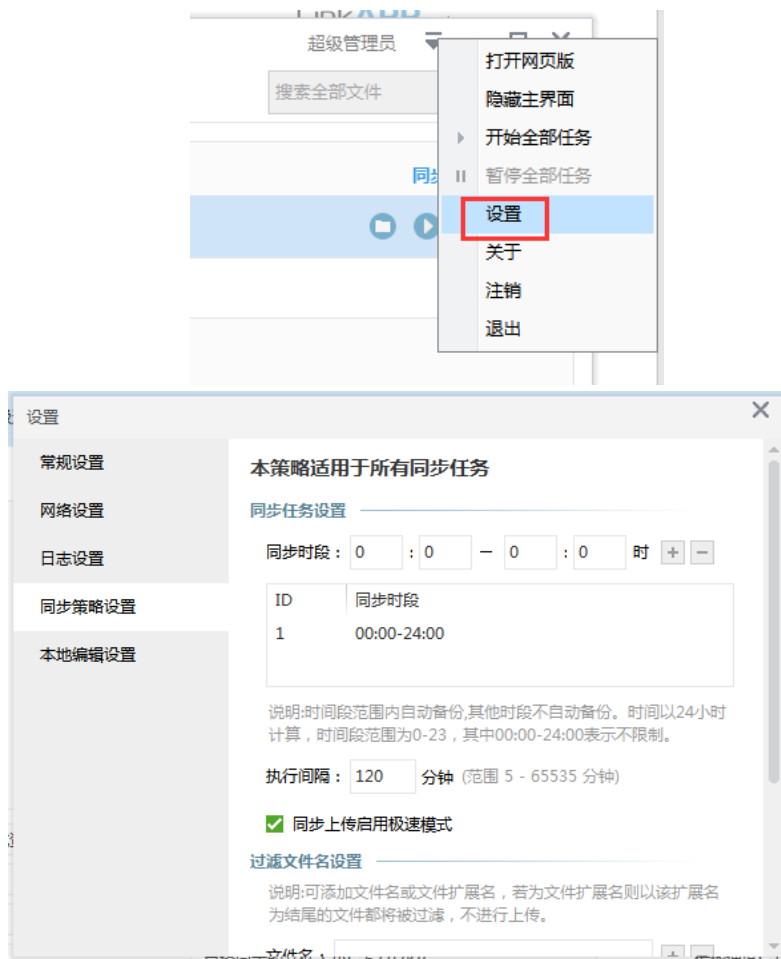 超级管理员
打开网页版
搜索全部文件
隐藏主界面
开始全部任务
同步
暂停全部任务
设置
关于
注销
退出
设置
常规设置
本策略适用于所有同步任务
网络设置
同步任务设置
日志设置
同步时段： 0 : 0 — 0 : 0 时 + −
同步策略设置
ID 同步时段
1 00:00-24:00
本地编辑设置
说明:时间段范围内自动备份,其他时段不自动备份。时间以24小时
计算，时间段范围为0-23，其中00:00-24:00表示不限制。
执行间隔： 120 分钟 (范围 5 - 65535 分钟)
同步上传启用极速模式
过滤文件名设置
说明:可添加文件名或文件扩展名，若为文件扩展名则以该扩展名
为结尾的文件都将被过滤，不进行上传。
文件名：